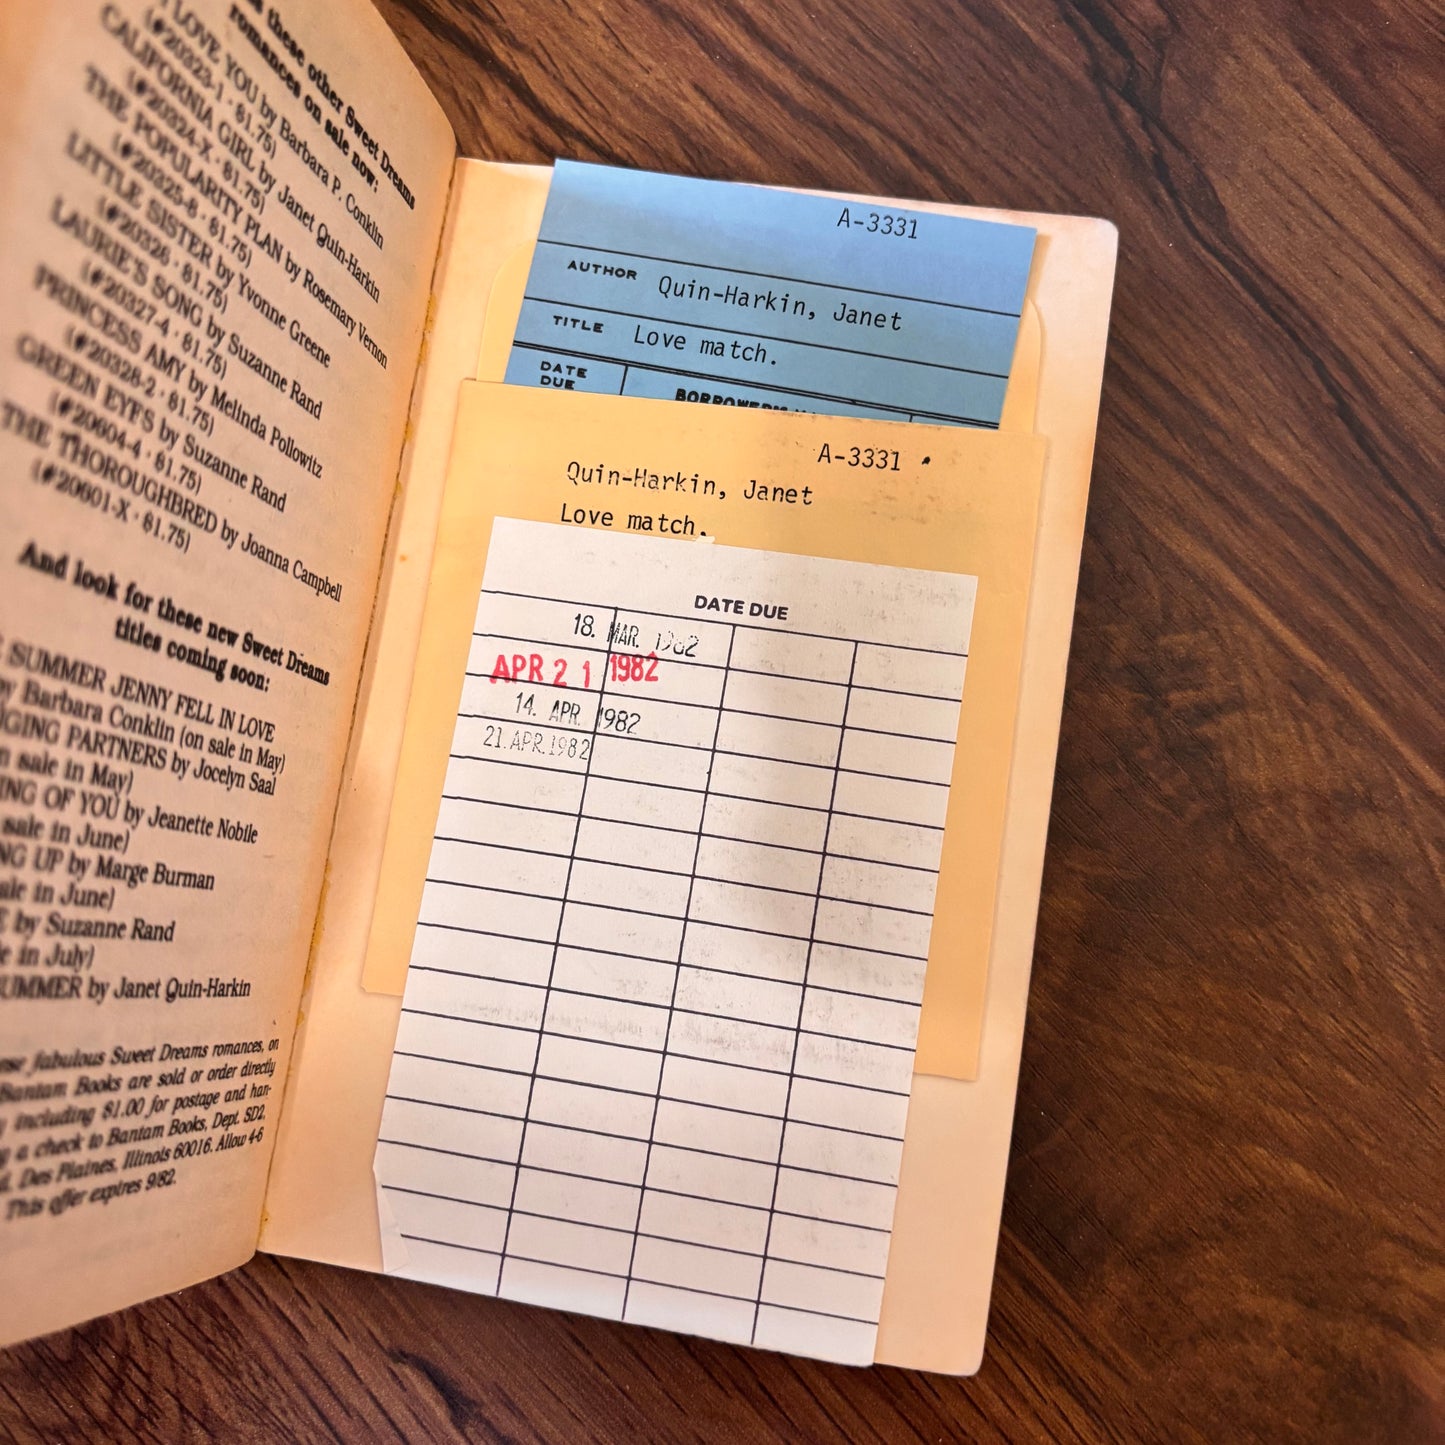 these other Sweet Dreams
romances on sale now:
I LOVE YOU by Barbara P. Conklin
(#20323-1 · $1.75)
CALIFORNIA GIRL by Janet Quin-Harkin
(#20324-X · $1.75)
THE POPULARITY PLAN by Rosemary Vernon
(#20325-8 · $1.75)
LITTLE SISTER by Yvonne Greene
(#20326 · $1.75)
LAURIE'S SONG by Suzanne Rand
(#20327-4 · $1.75)
PRINCESS AMY by Melinda Pollowitz
(#20328-2 · $1.75)
GREEN EYES by Suzanne Rand
(#20604-4 · $1.75)
THE THOROUGHBRED by Joanna Campbell
(#20601-X · $1.75)
And look for these new Sweet Dreams
titles coming soon:
SUMMER JENNY FELL IN LOVE
by Barbara Conklin (on sale in May)
GING PARTNERS by Jocelyn Saal
n sale in May)
ING OF YOU by Jeanette Nobile
sale in June)
NG UP by Marge Burman
ale in June)
by Suzanne Rand
e in July)
UMMER by Janet Quin-Harkin
fabulous Sweet Dreams romances, on
Bantam Books are sold or order directly
including $1.00 for postage and han-
a check to Bantam Books, Dept. SD2,
Des Plaines, Illinois 60016. Allow 4-6
This offer expires 9/82.
A-3331
AUTHOR Quin-Harkin, Janet
TITLE Love match.
DATE DUE
BORROWER'S
A-3331
Quin-Harkin, Janet
Love match.
DATE DUE
18. MAR. 1982
APR 21 1982
14. APR. 1982
21. APR. 1982